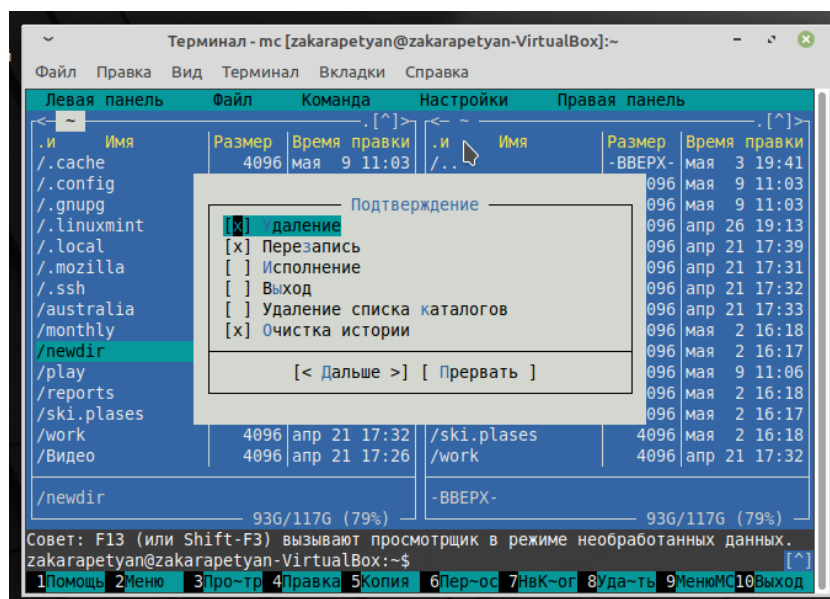 Терминал - mc [zakarapetyan@zakarapetyan-VirtualBox]:~
Файл Правка Вид Терминал Вкладки Справка
Левая панель Файл Команда Настройки Правая панель
<- ~ .[^]> <- ~ .[^]>
.и Имя Размер Время правки .и Имя Размер Время правки
/.cache 4096 мая 9 11:03 /.. -ВВЕРХ- мая 3 19:41
/.config 096 мая 9 11:03
/.gnupg Подтверждение 096 мая 9 11:03
/.linuxmint [x] Удаление 096 апр 26 19:13
/.local [x] Перезапись 096 апр 21 17:39
/.mozilla [ ] Исполнение 096 апр 21 17:31
/.ssh [ ] Выход 096 апр 21 17:32
/australia [ ] Удаление списка каталогов 096 апр 21 17:33
/monthly [x] Очистка истории 096 мая 2 16:18
/newdir 096 мая 2 16:17
/play [< Дальше >] [ Прервать ] 096 мая 9 11:06
/reports 096 мая 2 16:18
/ski.plases 096 мая 2 16:17
/work 4096 апр 21 17:32 /ski.plases 4096 мая 2 16:18
/Видео 4096 апр 21 17:26 /work 4096 апр 21 17:32
/newdir -ВВЕРХ-
93G/117G (79%) 93G/117G (79%)
Совет: F13 (или Shift-F3) вызывают просмотрщик в режиме необработанных данных.
zakarapetyan@zakarapetyan-VirtualBox:~$ [^]
1Помощь 2Меню 3Про~тр 4Правка 5Копия 6Пер~ос 7НвК~ог 8Уда~ть 9МенюMC 10Выход